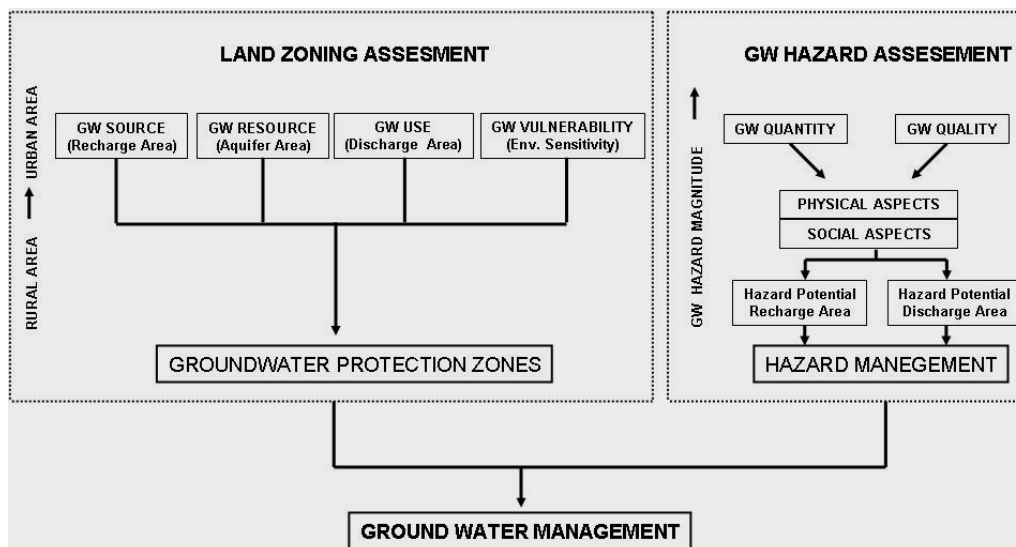 LAND ZONING ASSESMENT
RURAL AREA → URBAN AREA
GW SOURCE
(Recharge Area)
GW RESOURCE
(Aquifer Area)
GW USE
(Discharge Area)
GW VULNERABILITY
(Env. Sensitivity)
GROUNDWATER PROTECTION ZONES
GW HAZARD ASSESEMENT
GW HAZARD MAGNITUDE →
GW QUANTITY
GW QUALITY
PHYSICAL ASPECTS
SOCIAL ASPECTS
Hazard Potential
Recharge Area
Hazard Potential
Discharge Area
HAZARD MANEGEMENT
GROUND WATER MANAGEMENT